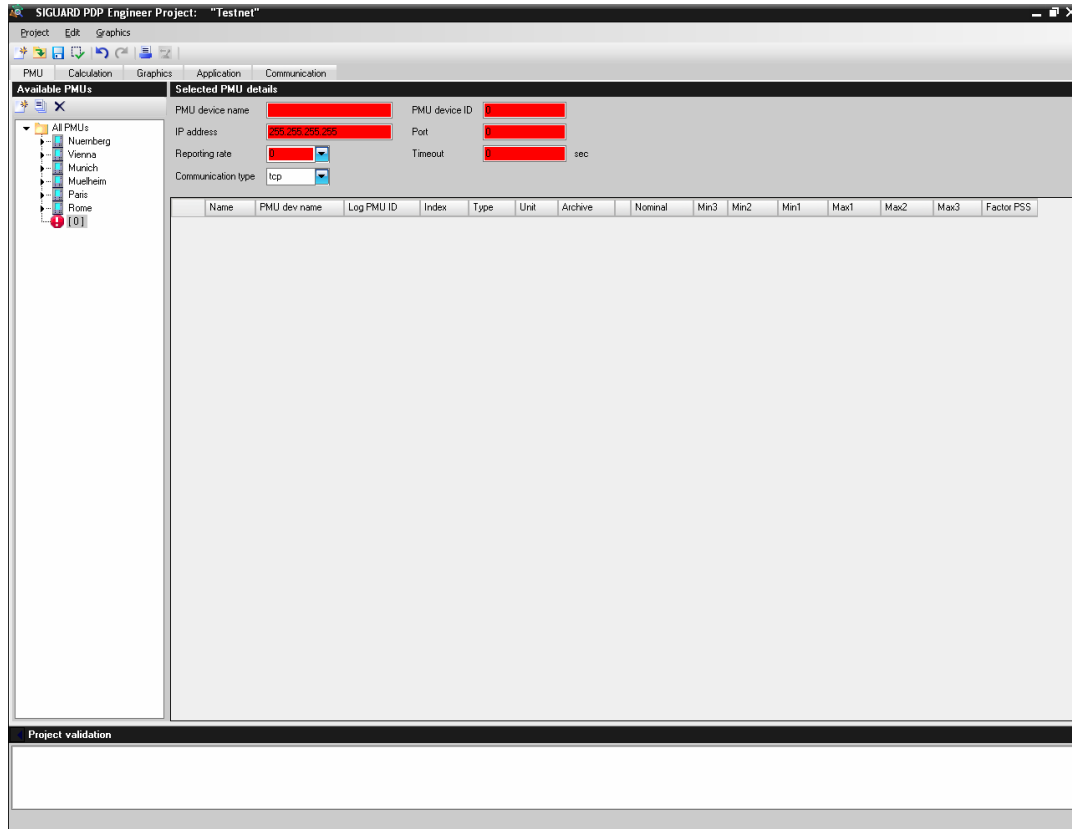 SIGUARD PDP Engineer Project: "Testnet"
Project Edit Graphics
PMU Calculation Graphics Application Communication
Available PMUs
All PMUs
Nuernberg
Vienna
Munich
Muelheim
Paris
Rome
[0]
Selected PMU details
PMU device name PMU device ID 0
IP address 255.255.255.255 Port 0
Reporting rate 0 Timeout 0 sec
Communication type tcp
Name PMU dev name Log PMU ID Index Type Unit Archive Nominal Min3 Min2 Min1 Max1 Max2 Max3 Factor PSS
Project validation